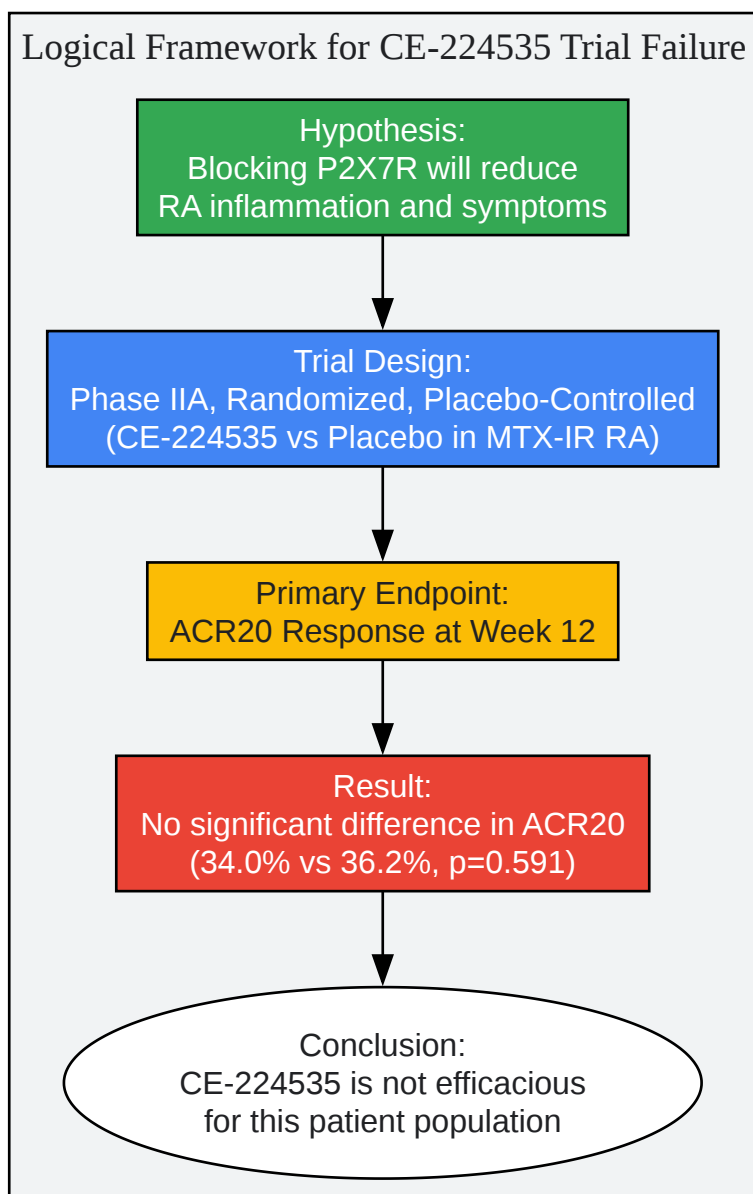 Logical Framework for CE-224535 Trial Failure
Hypothesis:
Blocking P2X7R will reduce
RA inflammation and symptoms
Trial Design:
Phase IIA, Randomized, Placebo-Controlled
(CE-224535 vs Placebo in MTX-IR RA)
Primary Endpoint:
ACR20 Response at Week 12
Result:
No significant difference in ACR20
(34.0% vs 36.2%, p=0.591)
Conclusion:
CE-224535 is not efficacious
for this patient population